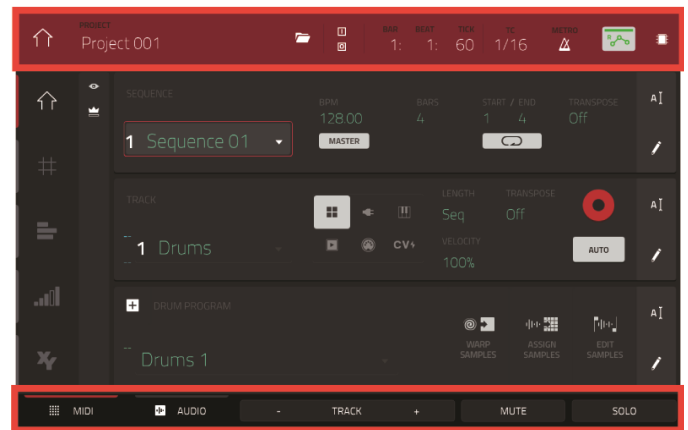 PROJECT
Project 001
BAR BEAT TICK TC METRO
1: 1: 60 1/16
SEQUENCE
1 Sequence 01
BPM BARS START / END TRANSPOSE
128.00 4 1 4 Off
MASTER
TRACK
1 Drums
CV
LENGTH TRANSPOSE
Seq Off
VELOCITY
100%
AUTO
DRUM PROGRAM
Drums 1
WARP SAMPLES
ASSIGN SAMPLES
EDIT SAMPLES
XY
MIDI AUDIO - TRACK + MUTE SOLO